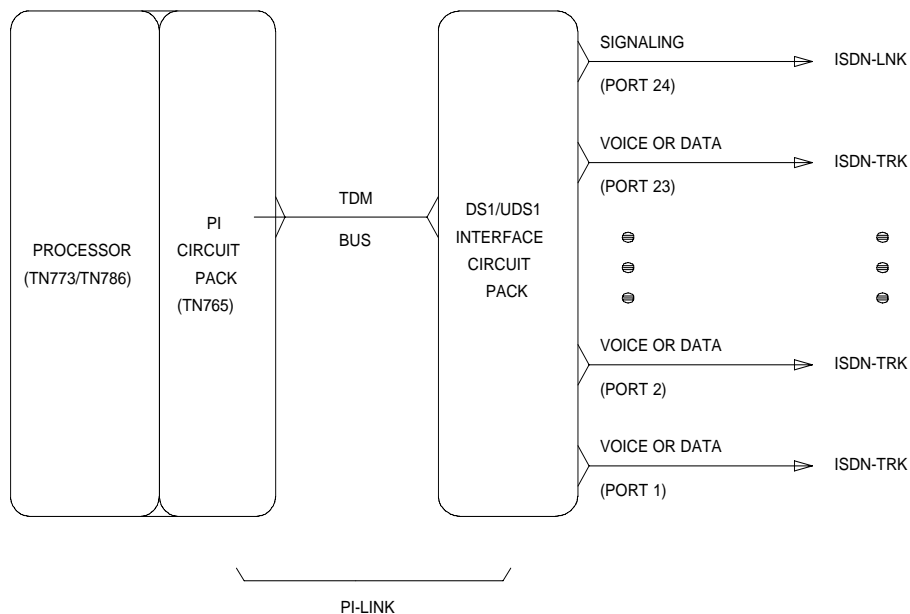 PROCESSOR
(TN773/TN786)
PI
CIRCUIT
PACK
(TN765)
TDM
BUS
DS1/UDS1
INTERFACE
CIRCUIT
PACK
SIGNALING
(PORT 24)
ISDN-LNK
VOICE OR DATA
(PORT 23)
ISDN-TRK
VOICE OR DATA
(PORT 2)
ISDN-TRK
VOICE OR DATA
(PORT 1)
ISDN-TRK
PI-LINK